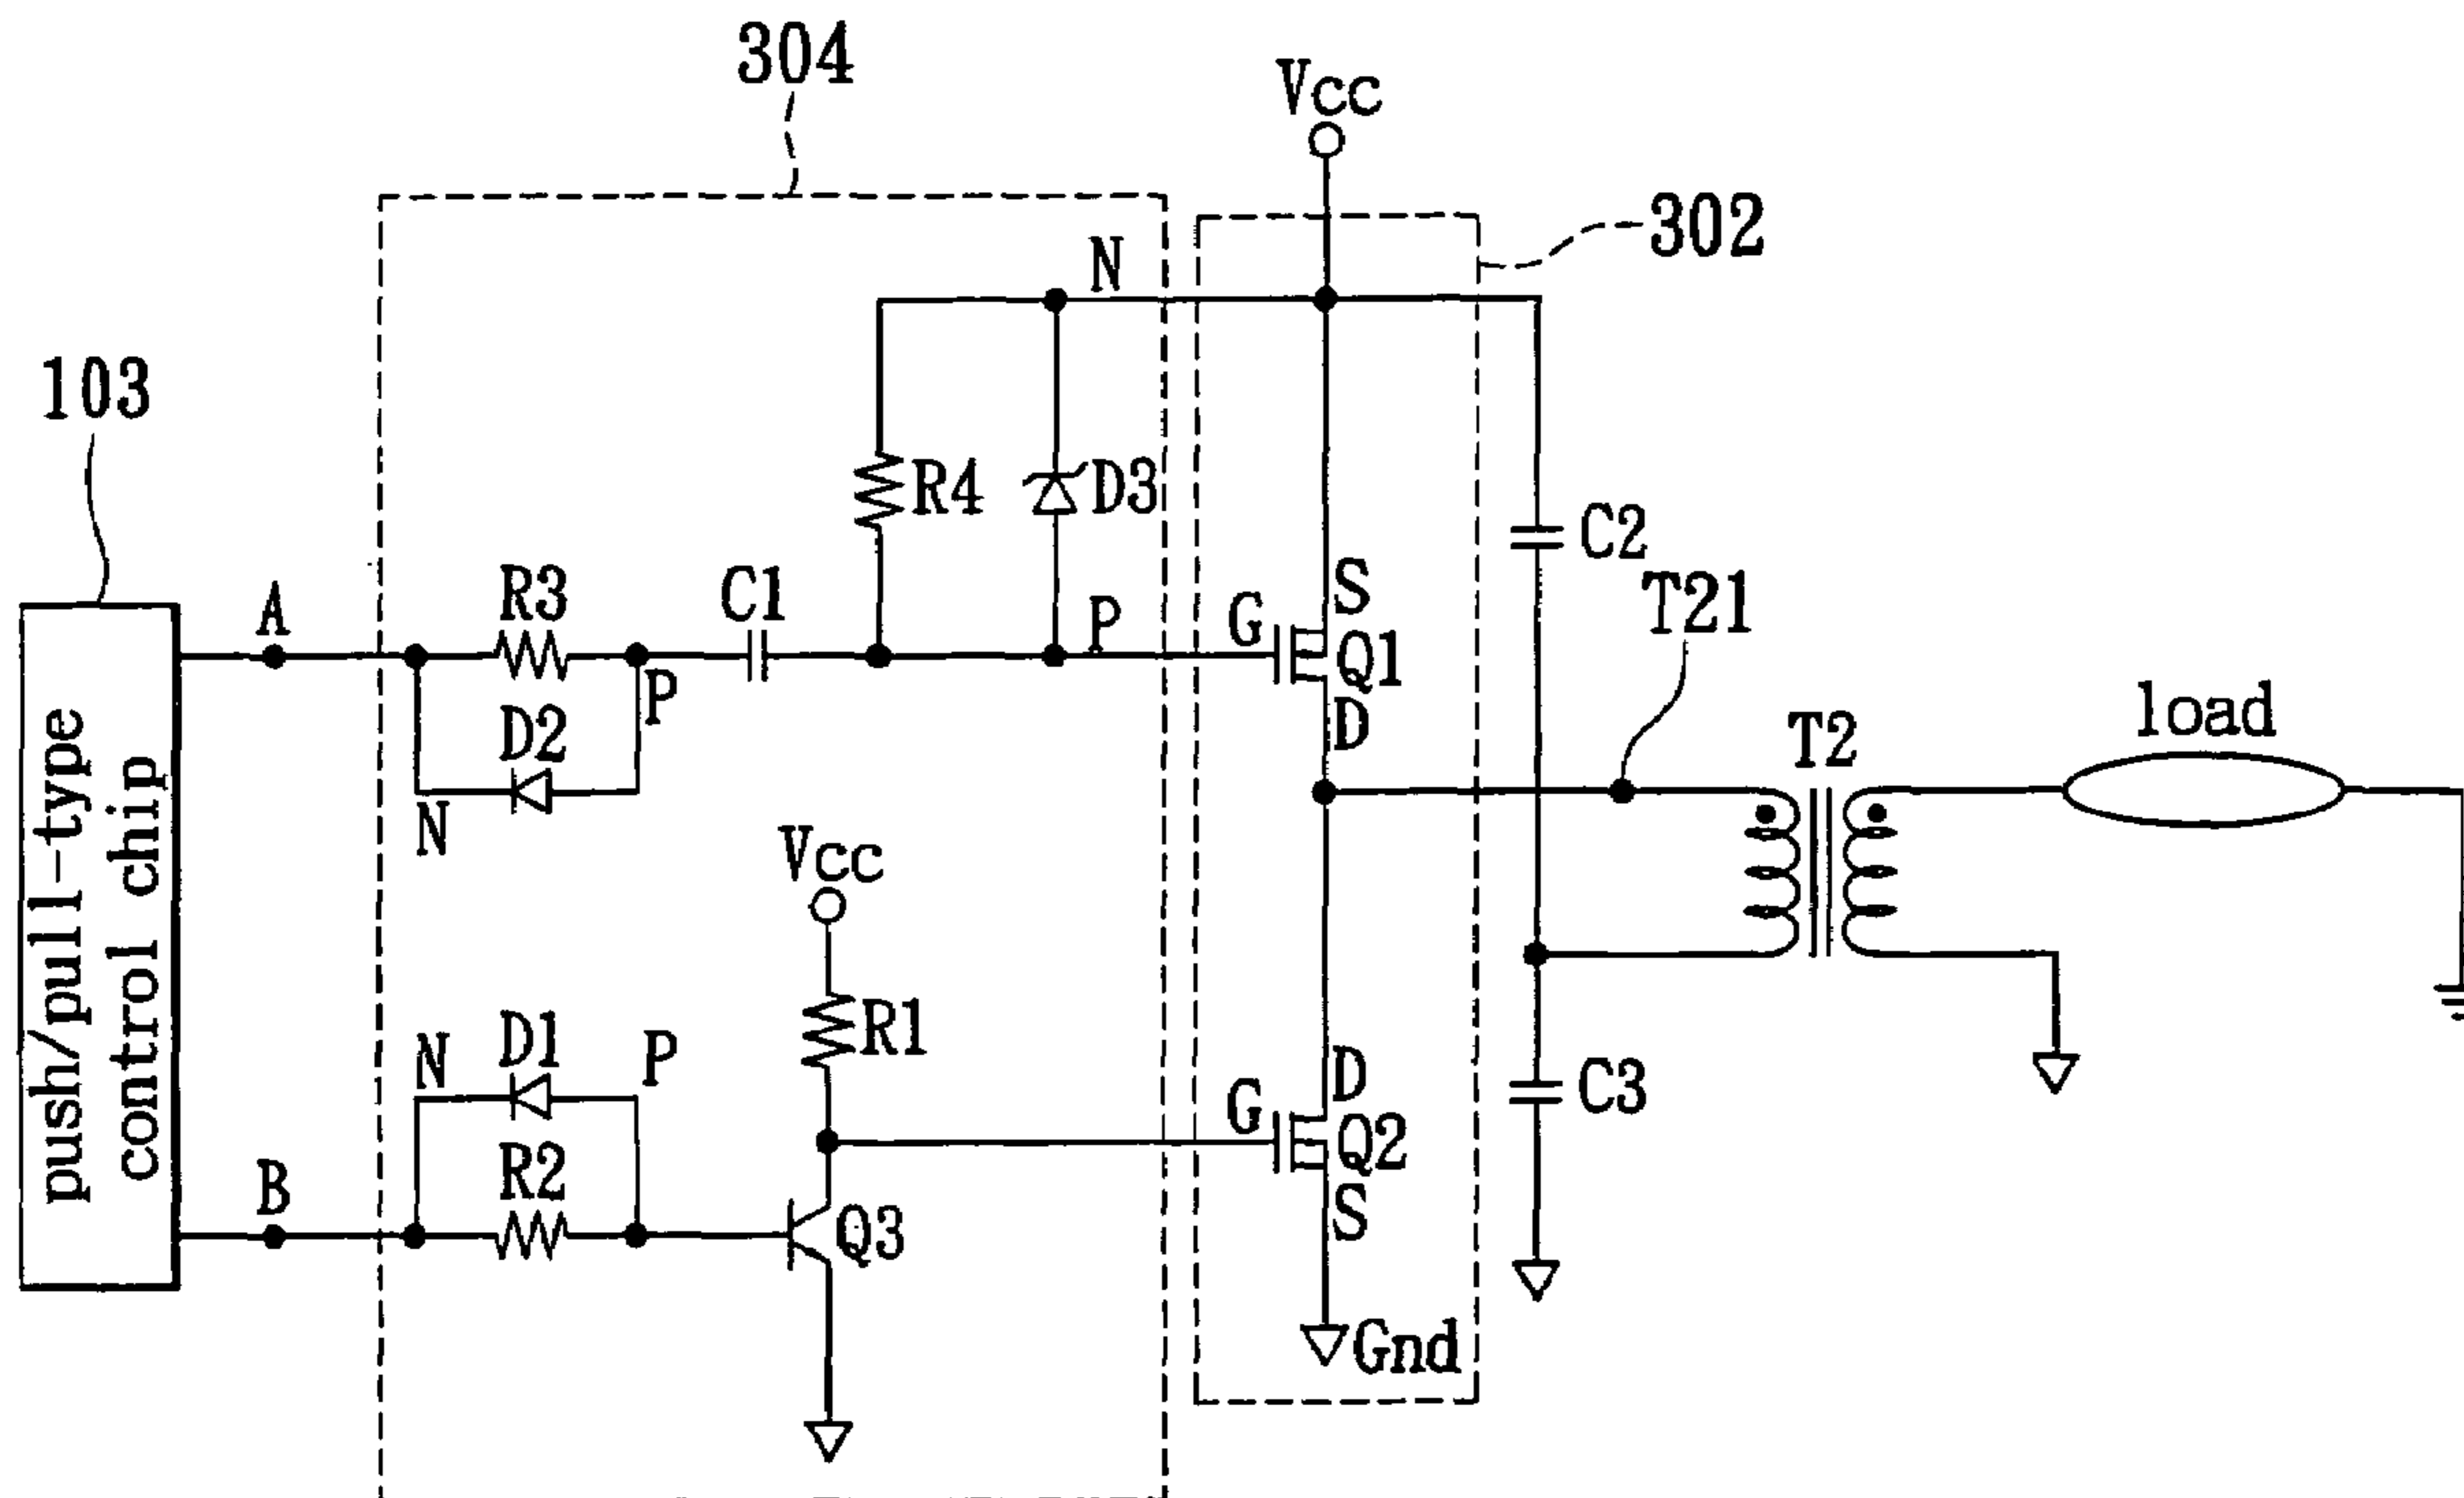 304
Vcc
302
N
103
R4
D3
C2
T21
A
R3
C1
P
G
S
Q1
D
P
D2
N
T2
load
push/pull-type
control chip
Vcc
N
D1
P
R1
R2
B
Q3
G
D
Q2
S
C3
Gnd